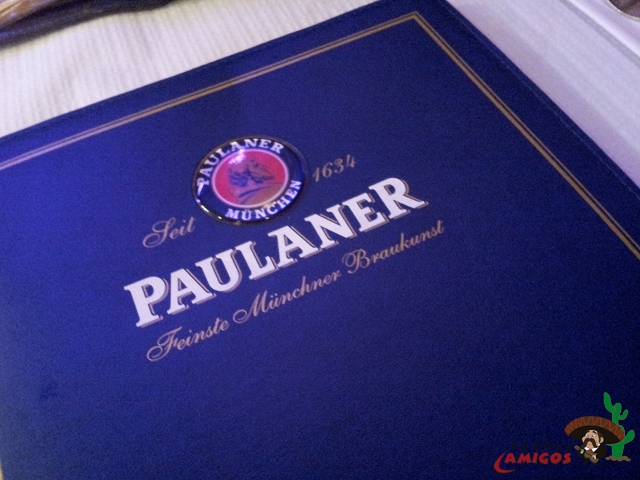 PAULANER
MÜNCHEN
Seit 1634
PAULANER
Feinste Münchner Braukunst
AMIGOS